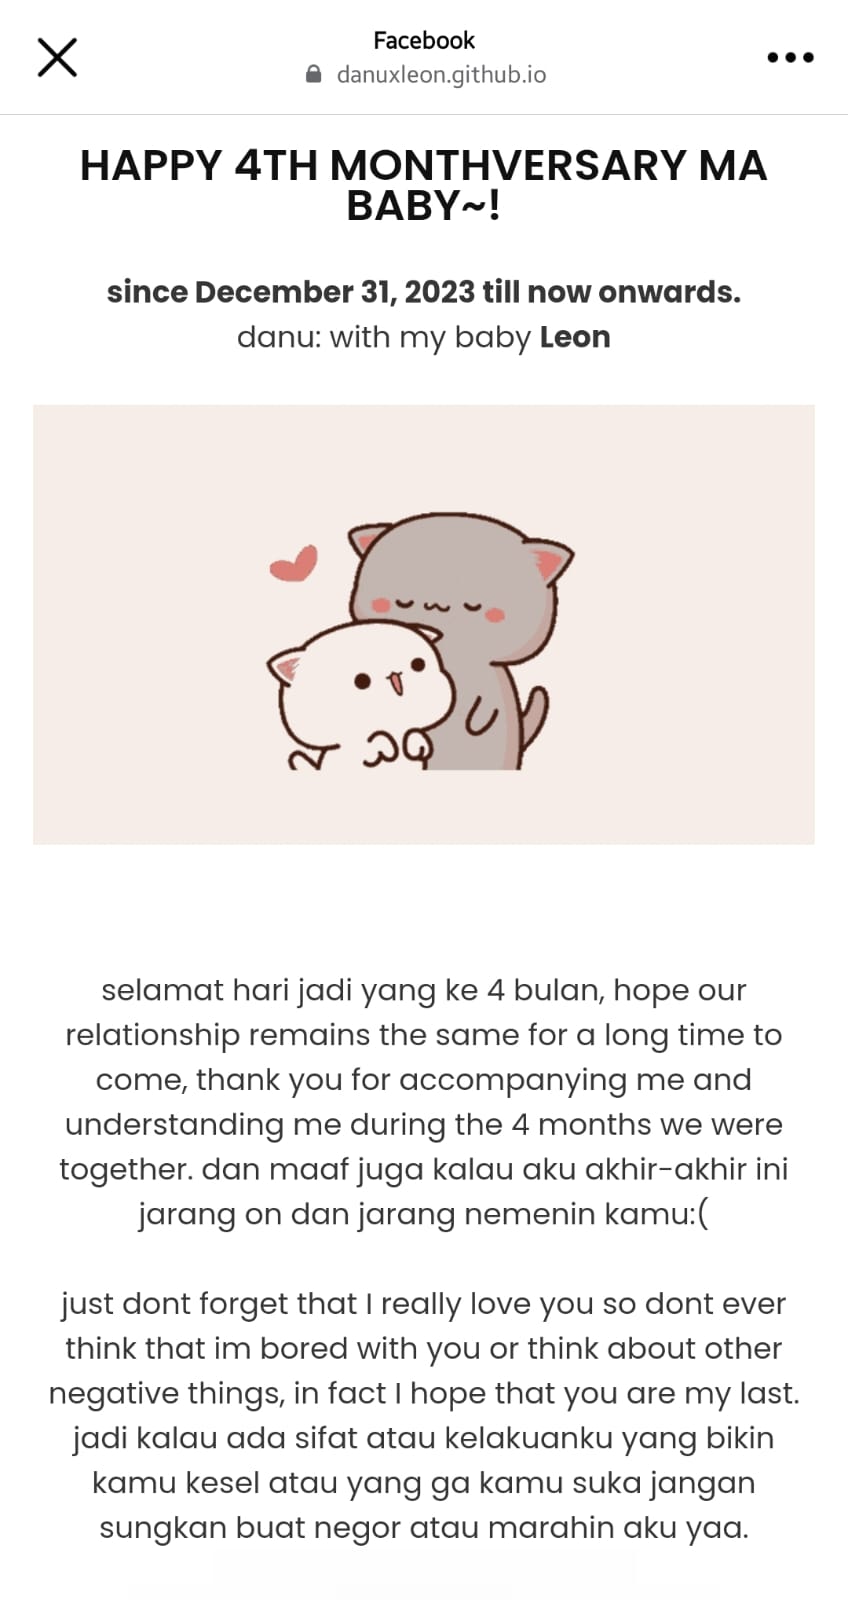 Facebook
danuxleon.github.io
HAPPY 4TH MONTHVERSARY MA
BABY~!
since December 31, 2023 till now onwards.
danu: with my baby Leon
selamat hari jadi yang ke 4 bulan, hope our
relationship remains the same for a long time to
come, thank you for accompanying me and
understanding me during the 4 months we were
together. dan maaf juga kalau aku akhir-akhir ini
jarang on dan jarang nemenin kamu:(
just dont forget that I really love you so dont ever
think that im bored with you or think about other
negative things, in fact I hope that you are my last.
jadi kalau ada sifat atau kelakuanku yang bikin
kamu kesel atau yang ga kamu suka jangan
sungkan buat negor atau marahin aku yaa.